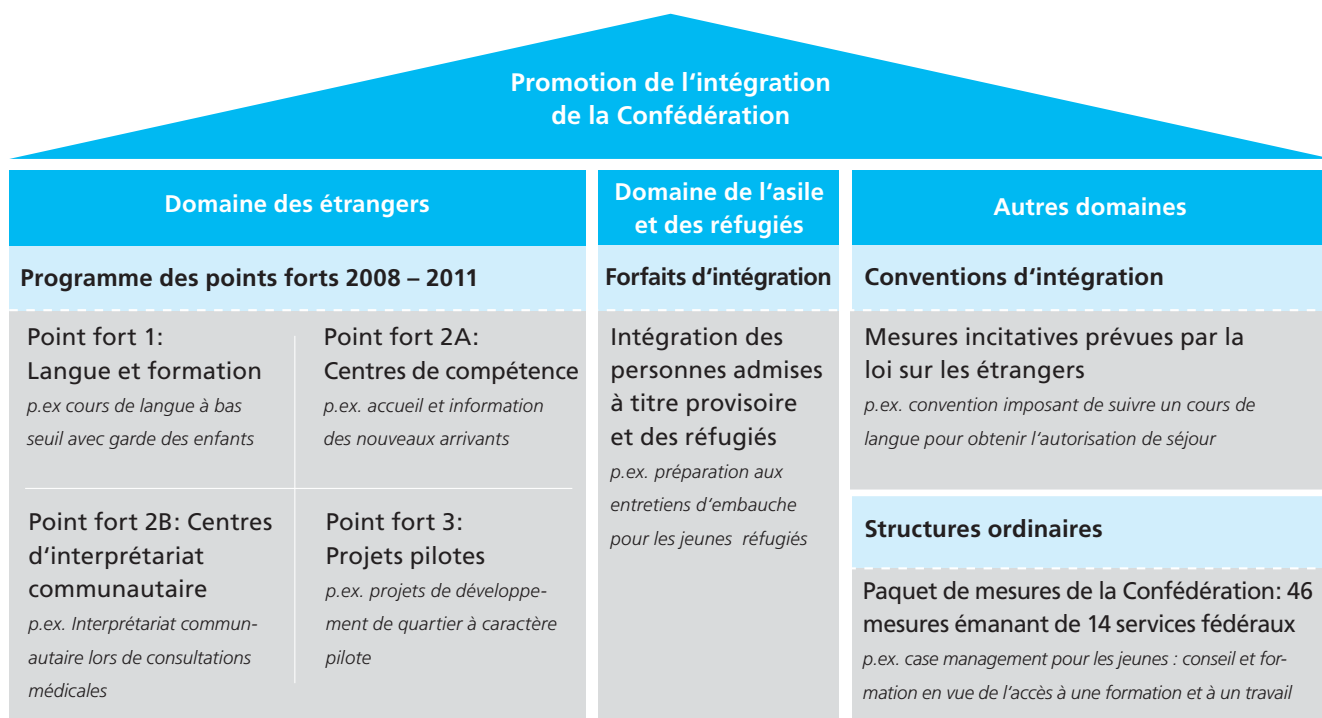 Promotion de l‘intégration
de la Confédération
Domaine des étrangers
Programme des points forts 2008 – 2011
Point fort 1:
Langue et formation
p.ex cours de langue à bas
seuil avec garde des enfants
Point fort 2A:
Centres de compétence
p.ex. accueil et information
des nouveaux arrivants
Point fort 2B: Centres
d‘interprétariat
communautaire
p.ex. Interprétariat commun-
autaire lors de consultations
médicales
Point fort 3:
Projets pilotes
p.ex. projets de développe-
ment de quartier à caractère
pilote
Domaine de l‘asile
et des réfugiés
Forfaits d‘intégration
Intégration des
personnes admises
à titre provisoire
et des réfugiés
p.ex. préparation aux
entretiens d’embauche
pour les jeunes réfugiés
Autres domaines
Conventions d‘intégration
Mesures incitatives prévues par la
loi sur les étrangers
p.ex. convention imposant de suivre un cours de
langue pour obtenir l’autorisation de séjour
Structures ordinaires
Paquet de mesures de la Confédération: 46
mesures émanant de 14 services fédéraux
p.ex. case management pour les jeunes : conseil et for-
mation en vue de l’accès à une formation et à un travail